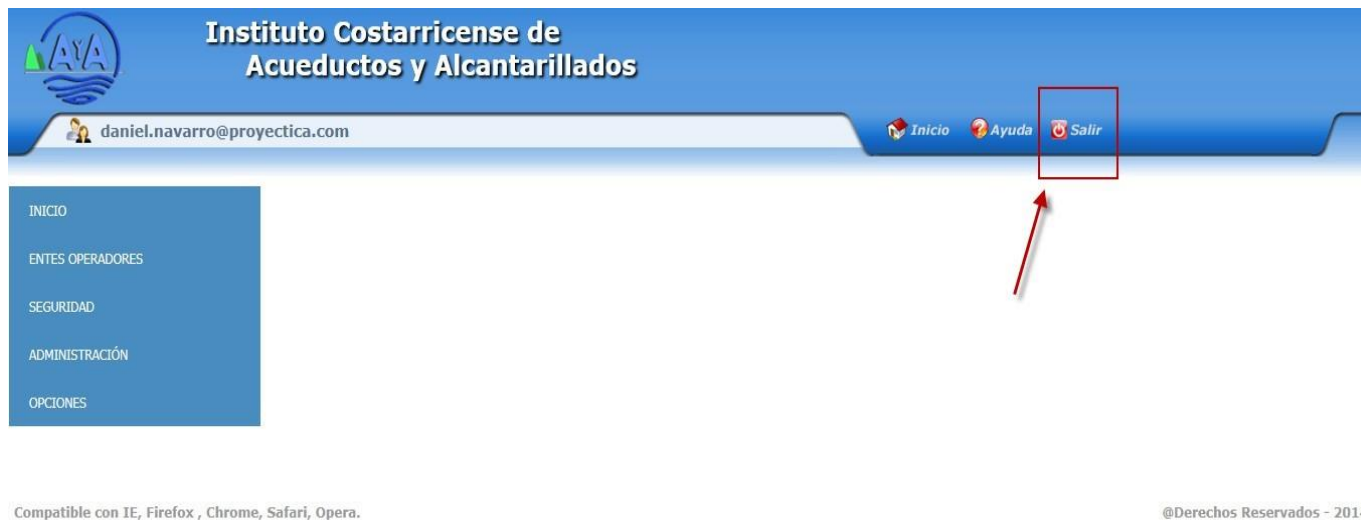 AYA
Instituto Costarricense de
Acueductos y Alcantarillados
daniel.navarro@proyectica.com
Inicio Ayuda Salir
INICIO
ENTES OPERADORES
SEGURIDAD
ADMINISTRACIÓN
OPCIONES
Compatible con IE, Firefox , Chrome, Safari, Opera. @Derechos Reservados - 201